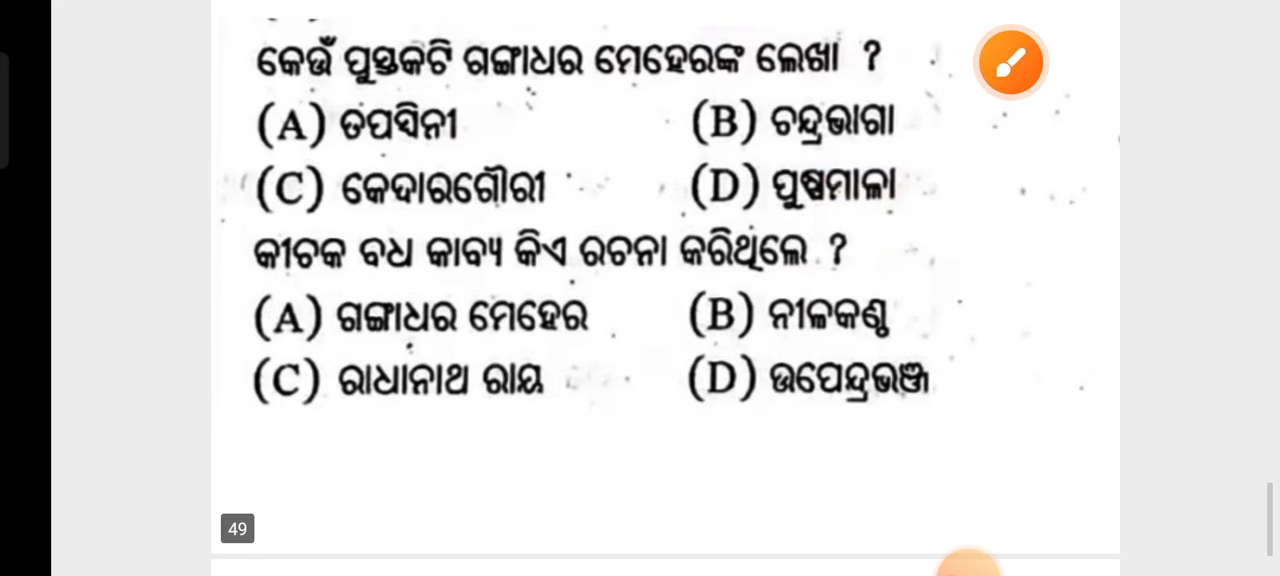 କେଉଁ ପୁସ୍ତକଟି ଗଙ୍ଗାଧର ମେହେରଙ୍କ ଲେଖା ?
(A) ତପସ୍ୱିନୀ (B) ଚନ୍ଦ୍ରଭାଗା
(C) କେଦାରଗୌରୀ (D) ପୁଷ୍ପମାଳା
କୀଚକ ବଧ କାବ୍ୟ କିଏ ରଚନା କରିଥିଲେ ?
(A) ଗଙ୍ଗାଧର ମେହେର (B) ନୀଳକଣ୍ଠ
(C) ରାଧାନାଥ ରାୟ (D) ଉପେନ୍ଦ୍ରଭଞ୍ଜ
49